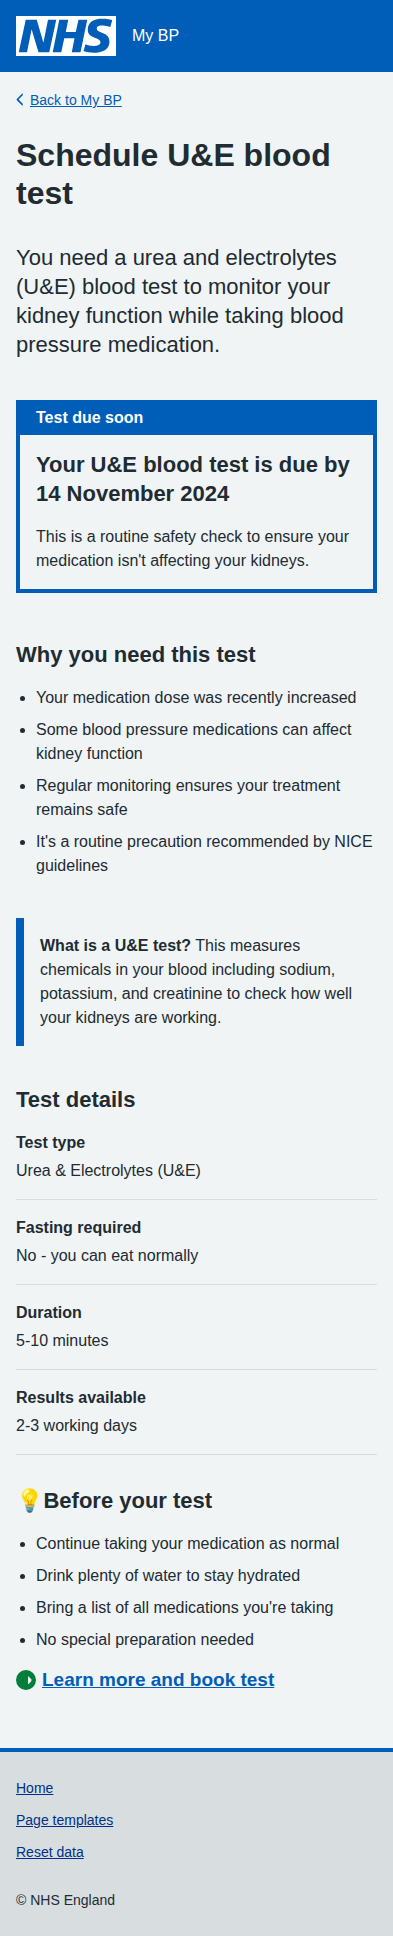 NHS My BP
Back to My BP
Schedule U&E blood
test
You need a urea and electrolytes
(U&E) blood test to monitor your
kidney function while taking blood
pressure medication.
Test due soon
Your U&E blood test is due by
14 November 2024
This is a routine safety check to ensure your
medication isn't affecting your kidneys.
Why you need this test
Your medication dose was recently increased
Some blood pressure medications can affect
kidney function
Regular monitoring ensures your treatment
remains safe
It's a routine precaution recommended by NICE
guidelines
What is a U&E test? This measures
chemicals in your blood including sodium,
potassium, and creatinine to check how well
your kidneys are working.
Test details
Test type
Urea & Electrolytes (U&E)
Fasting required
No - you can eat normally
Duration
5-10 minutes
Results available
2-3 working days
Before your test
Continue taking your medication as normal
Drink plenty of water to stay hydrated
Bring a list of all medications you're taking
No special preparation needed
Learn more and book test
Home
Page templates
Reset data
© NHS England